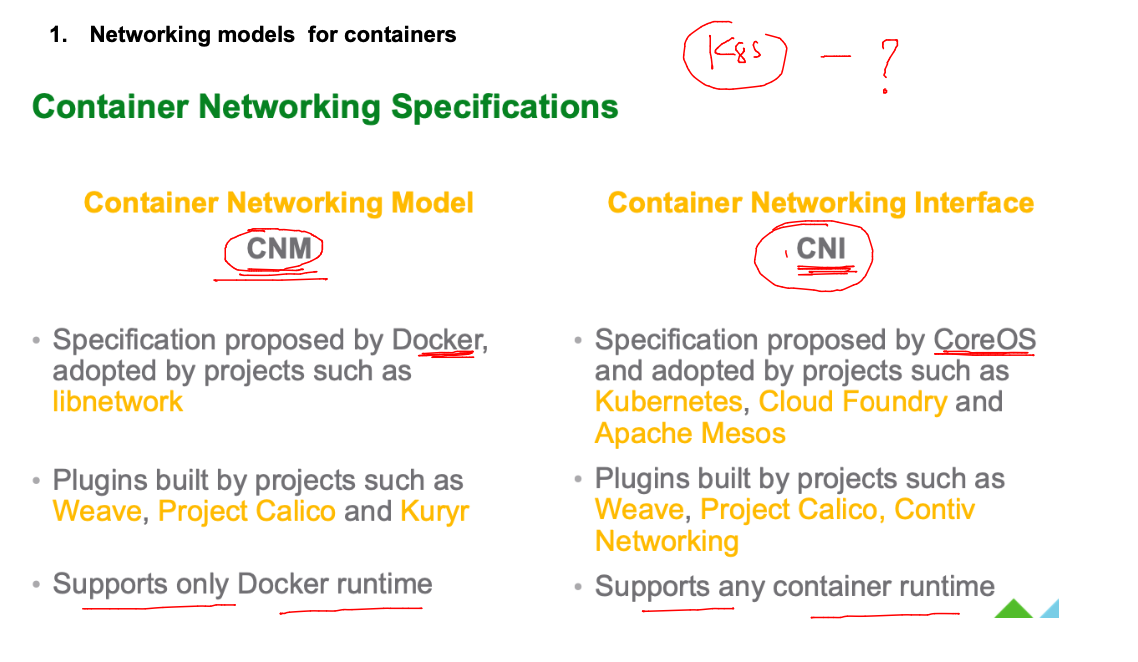 1. Networking models for containers
K8s - ?
Container Networking Specifications
Container Networking Model
CNM
• Specification proposed by Docker,
adopted by projects such as
libnetwork
• Plugins built by projects such as
Weave, Project Calico and Kuryr
• Supports only Docker runtime
Container Networking Interface
CNI
• Specification proposed by CoreOS
and adopted by projects such as
Kubernetes, Cloud Foundry and
Apache Mesos
• Plugins built by projects such as
Weave, Project Calico, Contiv
Networking
• Supports any container runtime